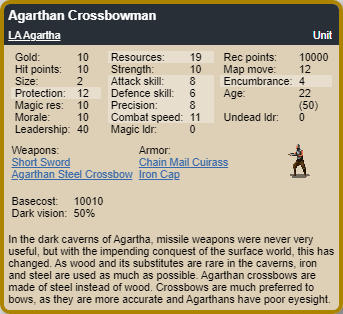 Agarthan Crossbowman
LA Agartha Unit
Gold: 10 Resources: 19 Rec points: 10000
Hit points: 10 Strength: 10 Map move: 12
Size: 2 Attack skill: 8 Encumbrance: 4
Protection: 12 Defence skill: 6 Age: 22
Magic res: 10 Precision: 8 (50)
Morale: 10 Combat speed: 11 Undead ldr: 0
Leadership: 40 Magic ldr: 0
Weapons: Armor:
Short Sword Chain Mail Cuirass
Agarthan Steel Crossbow Iron Cap
Basecost: 10010
Dark vision: 50%
In the dark caverns of Agartha, missile weapons were never very
useful, but with the impending conquest of the surface world, this has
changed. As wood and its substitutes are rare in the caverns, iron
and steel are used as much as possible. Agarthan crossbows are
made of steel instead of wood. Crossbows are much preferred to
bows, as they are more accurate and Agarthans have poor eyesight.